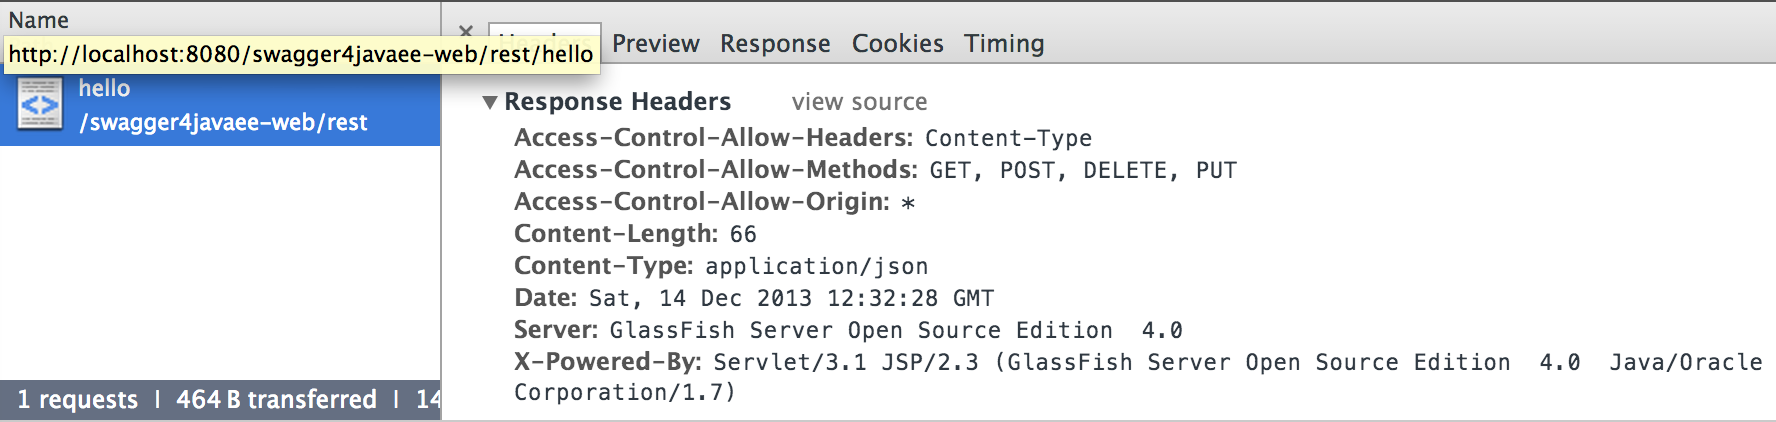 Name
http://localhost:8080/swagger4javaee-web/rest/hello
hello
/swagger4javaee-web/rest
1 requests | 464 B transferred | 14
× Headers Preview Response Cookies Timing
▼ Response Headers view source
Access-Control-Allow-Headers: Content-Type
Access-Control-Allow-Methods: GET, POST, DELETE, PUT
Access-Control-Allow-Origin: *
Content-Length: 66
Content-Type: application/json
Date: Sat, 14 Dec 2013 12:32:28 GMT
Server: GlassFish Server Open Source Edition  4.0
X-Powered-By: Servlet/3.1 JSP/2.3 (GlassFish Server Open Source Edition  4.0  Java/Oracle
Corporation/1.7)